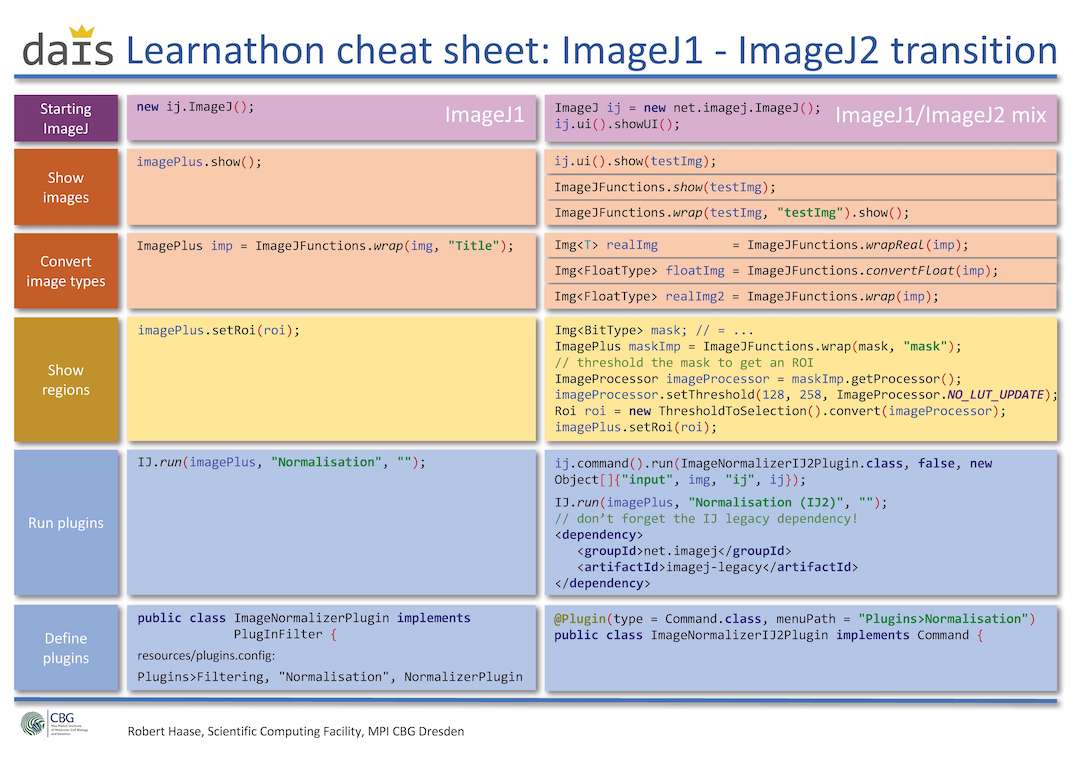 dais Learnathon cheat sheet: ImageJ1 - ImageJ2 transition
Starting
ImageJ
new ij.ImageJ();
ImageJ1
ImageJ ij = new net.imagej.ImageJ();
ij.ui().showUI();
ImageJ1/ImageJ2 mix
Show
images
imagePlus.show();
ij.ui().show(testImg);
ImageJFunctions.show(testImg);
ImageJFunctions.wrap(testImg, "testImg").show();
Convert
image types
ImagePlus imp = ImageJFunctions.wrap(img, "Title");
Img<T> realImg = ImageJFunctions.wrapReal(imp);
Img<FloatType> floatImg = ImageJFunctions.convertFloat(imp);
Img<FloatType> realImg2 = ImageJFunctions.wrap(imp);
Show
regions
imagePlus.setRoi(roi);
Img<BitType> mask; // = ...
ImagePlus maskImp = ImageJFunctions.wrap(mask, "mask");
// threshold the mask to get an ROI
ImageProcessor imageProcessor = maskImp.getProcessor();
imageProcessor.setThreshold(128, 258, ImageProcessor.NO_LUT_UPDATE);
Roi roi = new ThresholdToSelection().convert(imageProcessor);
imagePlus.setRoi(roi);
Run plugins
IJ.run(imagePlus, "Normalisation", "");
ij.command().run(ImageNormalizerIJ2Plugin.class, false, new
Object[]{"input", img, "ij", ij});
IJ.run(imagePlus, "Normalisation (IJ2)", "");
// don't forget the IJ legacy dependency!
<dependency>
<groupId>net.imagej</groupId>
<artifactId>imagej-legacy</artifactId>
</dependency>
Define
plugins
public class ImageNormalizerPlugin implements
PlugInFilter {
resources/plugins.config:
Plugins>Filtering, "Normalisation", NormalizerPlugin
@Plugin(type = Command.class, menuPath = "Plugins>Normalisation")
public class ImageNormalizerIJ2Plugin implements Command {
CBG
Robert Haase, Scientific Computing Facility, MPI CBG Dresden